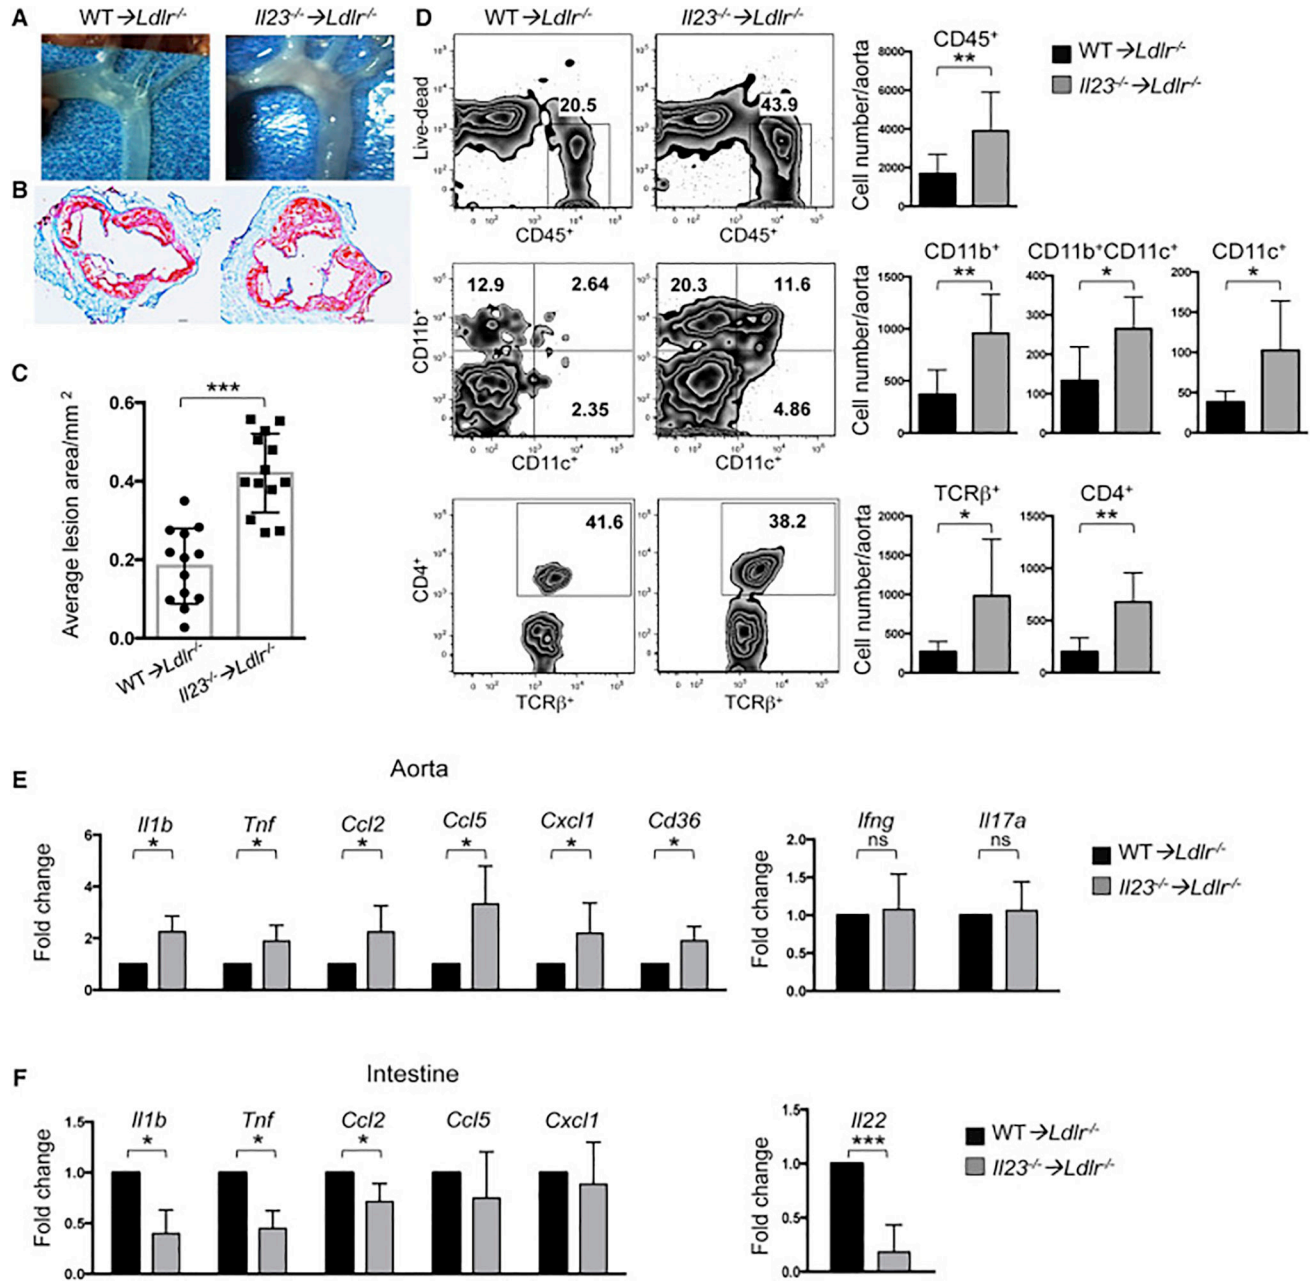 A
WT→Ldlr-/-
Il23-/-→Ldlr-/-
B
C
***
Average lesion area/mm 2
0.6
0.4
0.2
0.0
WT→Ldlr-/-
Il23-/-→Ldlr-/-
D
WT→Ldlr-/-
Il23-/-→Ldlr-/-
Live-dead
20.5
43.9
CD45+
CD45+
CD45+
**
Cell number/aorta
8000
6000
4000
2000
0
WT→Ldlr-/-
Il23-/-→Ldlr-/-
CD11b+
12.9
2.64
2.35
20.3
11.6
4.86
CD11c+
CD11c+
CD11b+
**
Cell number/aorta
1500
1000
500
0
CD11b+CD11c+
*
400
300
200
100
0
CD11c+
*
200
150
100
50
0
CD4+
41.6
38.2
TCRβ+
TCRβ+
TCRβ+
*
Cell number/aorta
2000
1500
1000
500
0
CD4+
**
1500
1000
500
0
E
Aorta
Fold change
6
4
2
0
Il1b
*
Tnf
*
Ccl2
*
Ccl5
*
Cxcl1
*
Cd36
*
Fold change
2.0
1.5
1.0
0.5
0.0
Ifng
ns
Il17a
ns
WT→Ldlr-/-
Il23-/-→Ldlr-/-
F
Intestine
Fold change
1.5
1.0
0.5
0.0
Il1b
*
Tnf
*
Ccl2
*
Ccl5
Cxcl1
Fold change
1.5
1.0
0.5
0.0
Il22
***
WT→Ldlr-/-
Il23-/-→Ldlr-/-